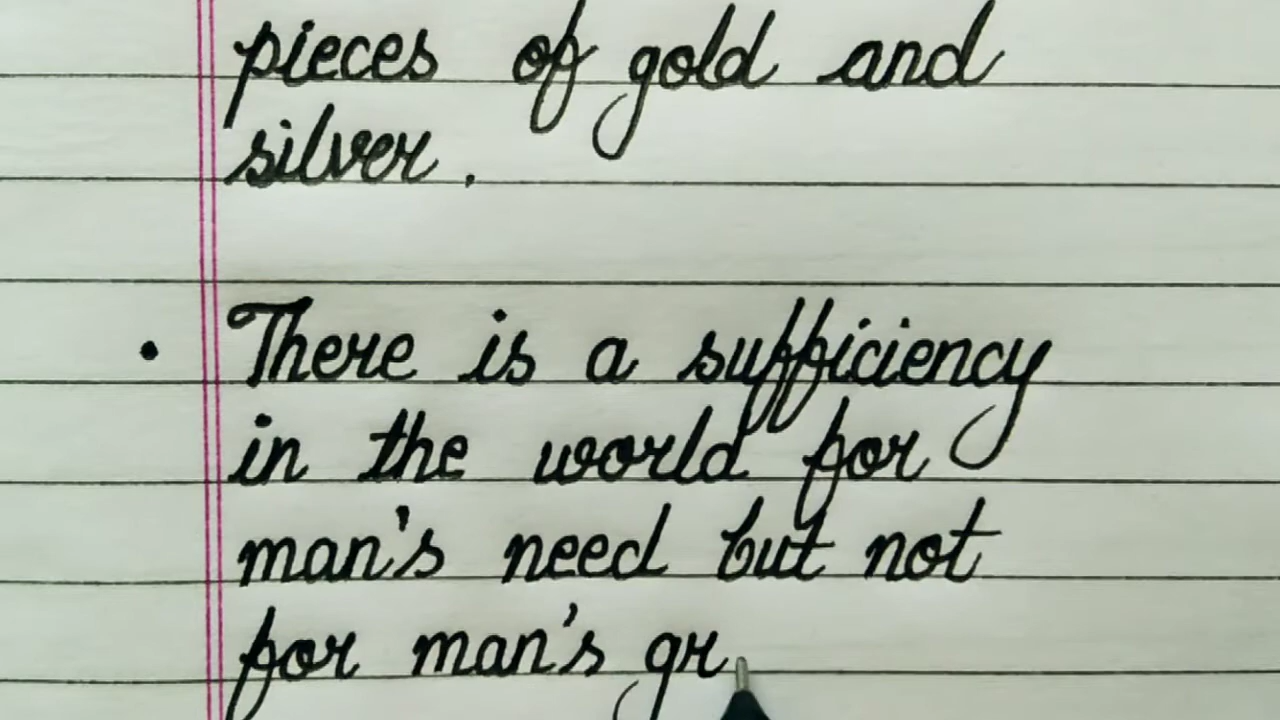 pieces of gold and
silver.
• There is a sufficiency
in the world for
man's need but not
for man's gr